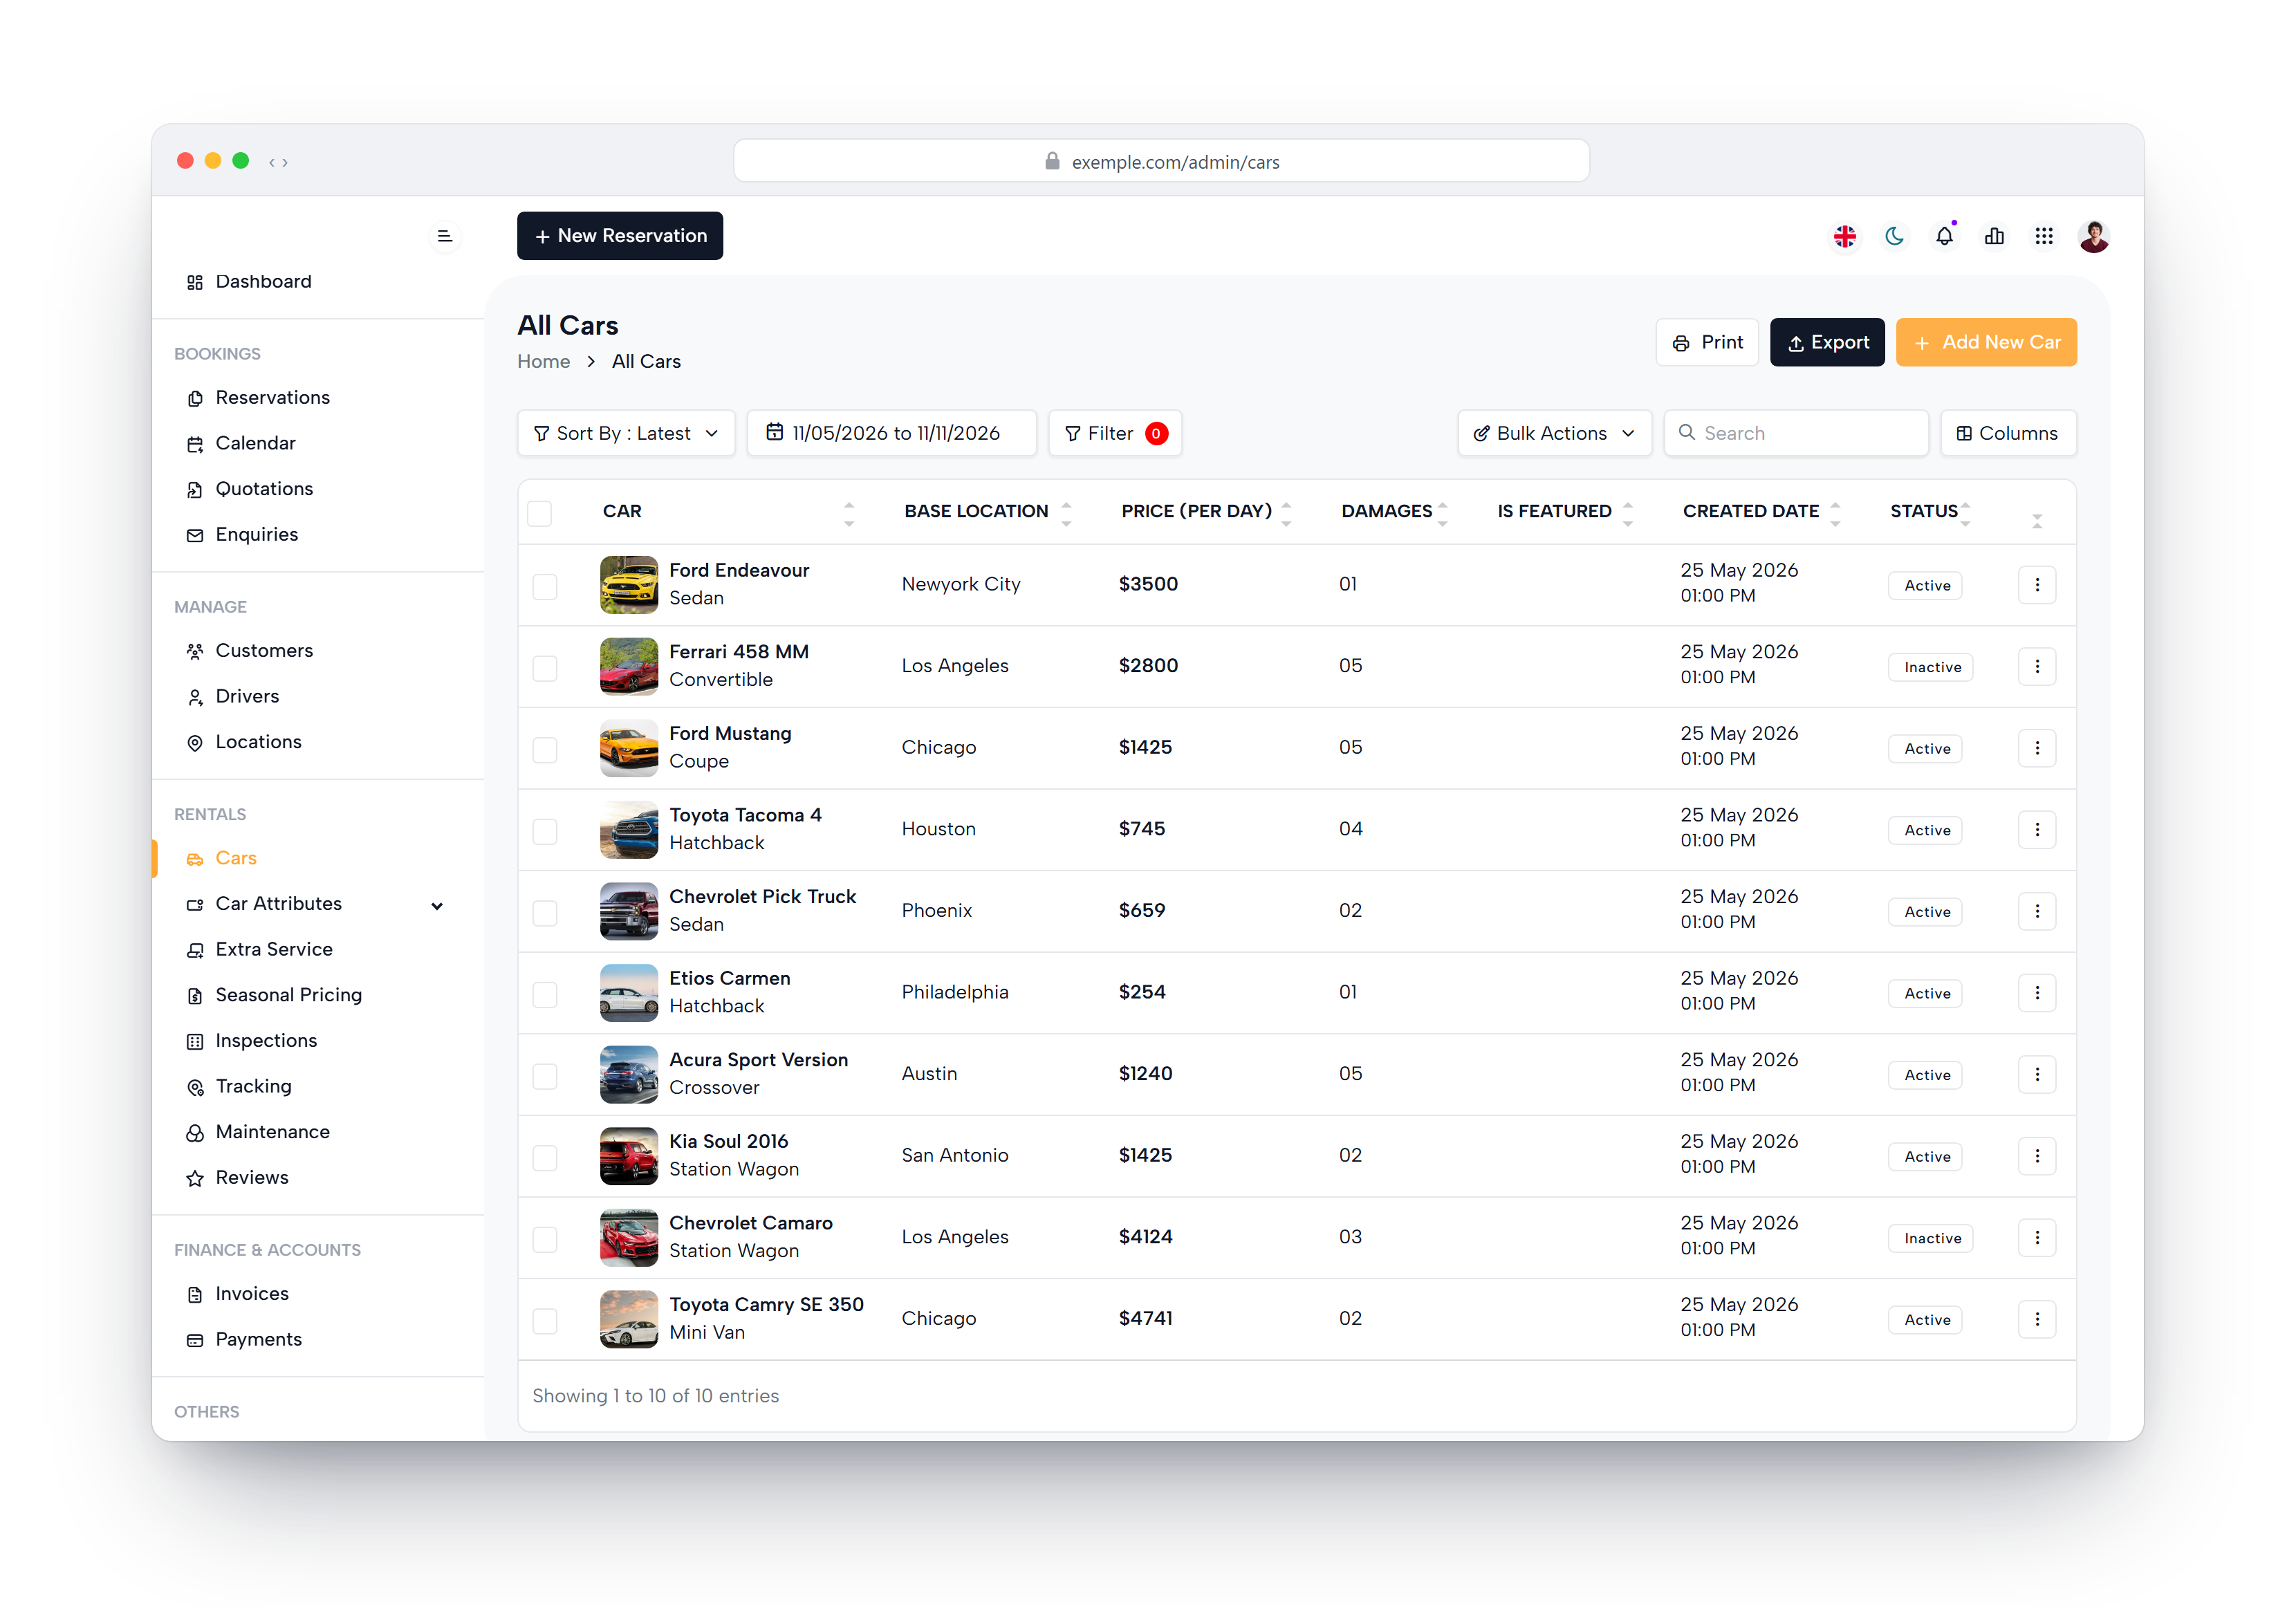 exemple.com/admin/cars
+ New Reservation
Dashboard
BOOKINGS
Reservations
Calendar
Quotations
Enquiries
MANAGE
Customers
Drivers
Locations
RENTALS
Cars
Car Attributes
Extra Service
Seasonal Pricing
Inspections
Tracking
Maintenance
Reviews
FINANCE & ACCOUNTS
Invoices
Payments
OTHERS
All Cars
Home > All Cars
Print
Export
+ Add New Car
Sort By : Latest
11/05/2026 to 11/11/2026
Filter 0
Bulk Actions
Search
Columns
CAR BASE LOCATION PRICE (PER DAY) DAMAGES IS FEATURED CREATED DATE STATUS
Ford Endeavour
Sedan
Newyork City
$3500
01
25 May 2026
01:00 PM
Active
Ferrari 458 MM
Convertible
Los Angeles
$2800
05
25 May 2026
01:00 PM
Inactive
Ford Mustang
Coupe
Chicago
$1425
05
25 May 2026
01:00 PM
Active
Toyota Tacoma 4
Hatchback
Houston
$745
04
25 May 2026
01:00 PM
Active
Chevrolet Pick Truck
Sedan
Phoenix
$659
02
25 May 2026
01:00 PM
Active
Etios Carmen
Hatchback
Philadelphia
$254
01
25 May 2026
01:00 PM
Active
Acura Sport Version
Crossover
Austin
$1240
05
25 May 2026
01:00 PM
Active
Kia Soul 2016
Station Wagon
San Antonio
$1425
02
25 May 2026
01:00 PM
Active
Chevrolet Camaro
Station Wagon
Los Angeles
$4124
03
25 May 2026
01:00 PM
Inactive
Toyota Camry SE 350
Mini Van
Chicago
$4741
02
25 May 2026
01:00 PM
Active
Showing 1 to 10 of 10 entries